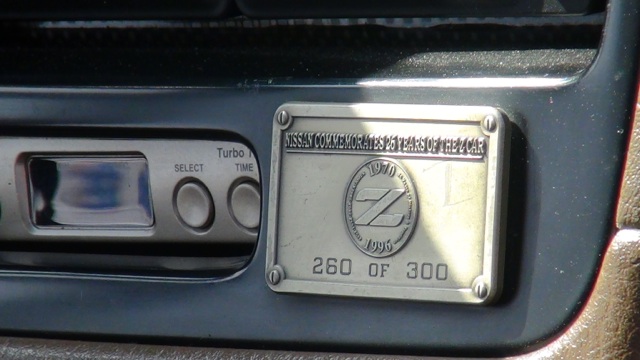 Turbo
SELECT
TIME
NISSAN COMMEMORATES 26 YEARS OF THE Z CAR
1970
Z
1996
260 OF 300